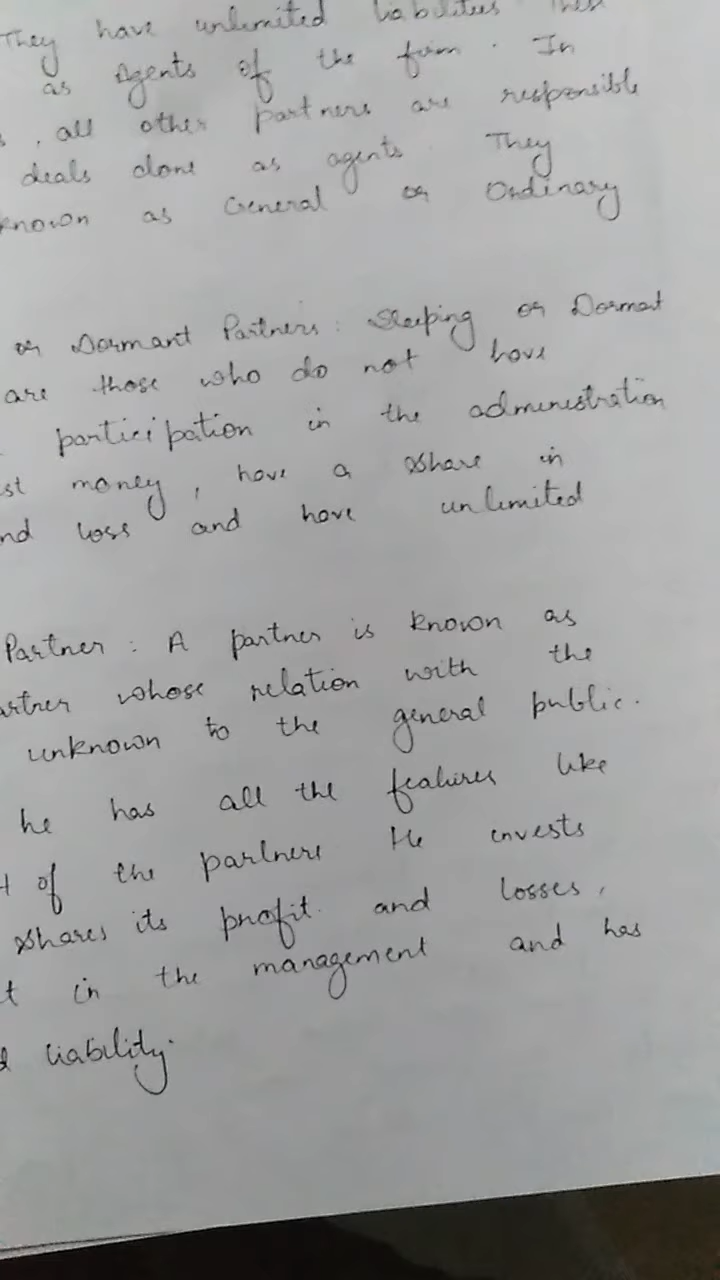 They have unlimited liabilities
as Agents of the firm. In
, all other partners are responsible
deals done as agents. They
known as General or Ordinary
or Dormant Partners: Sleeping or Dormat
are those who do not have
participation in the administration
st money, have a share in
nd loss and have unlimited
Partner: A partner is known as
artner whose relation with the
unknown to the general public.
he has all the features like
of the partners He invests
shares its profit and losses,
t in the management and has
liability.